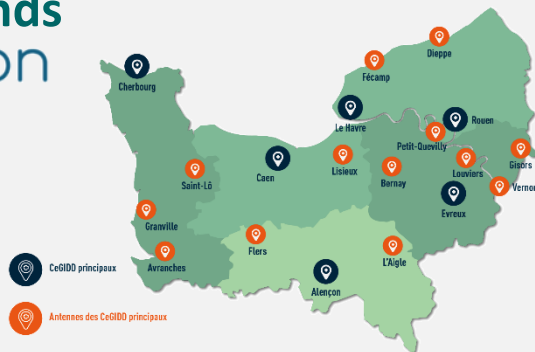 nds
on
Dieppe
Fécamp
Cherbourg
Le Havre
Rouen
Petit-Quevilly
Gisors
Caen
Lisieux
Louviers
Bernay
Saint-Lô
Vernon
Evreux
Granville
Flers
L'Aigle
Avranches
CeGIDD principaux
Alençon
Antennes des CeGIDD principaux